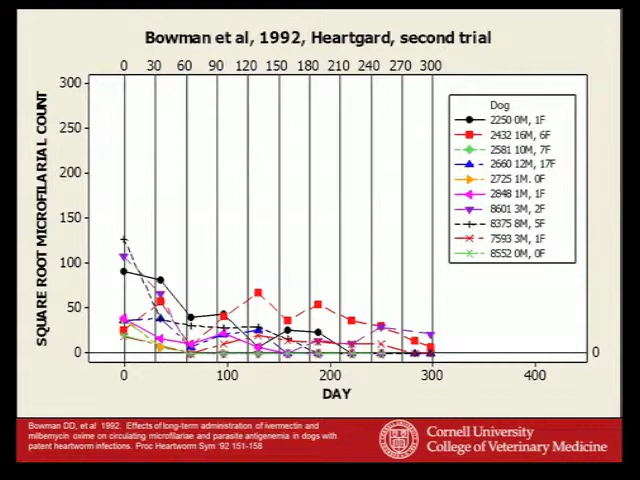 Bowman et al, 1992, Heartgard, second trial
0 30 60 90 120 150 180 210 240 270 300
300
250
200
150
100
50
0
0
SQUARE ROOT MICROFILARIAL COUNT
0 100 200 300 400
DAY
Dog
2250 0M, 1F
2432 16M, 6F
2581 10M, 7F
2660 12M, 17F
2725 1M. 0F
2848 1M, 1F
8601 3M, 2F
8375 8M, 5F
7593 3M, 1F
8552 0M, 0F
Bowman DD, et al 1992. Effects of long-term administration of ivermectin and
milbemycin oxime on circulating microfilariae and parasite antigenemia in dogs with
patent heartworm infections. Proc Heartworm Sym '92 151-158
Cornell University
College of Veterinary Medicine